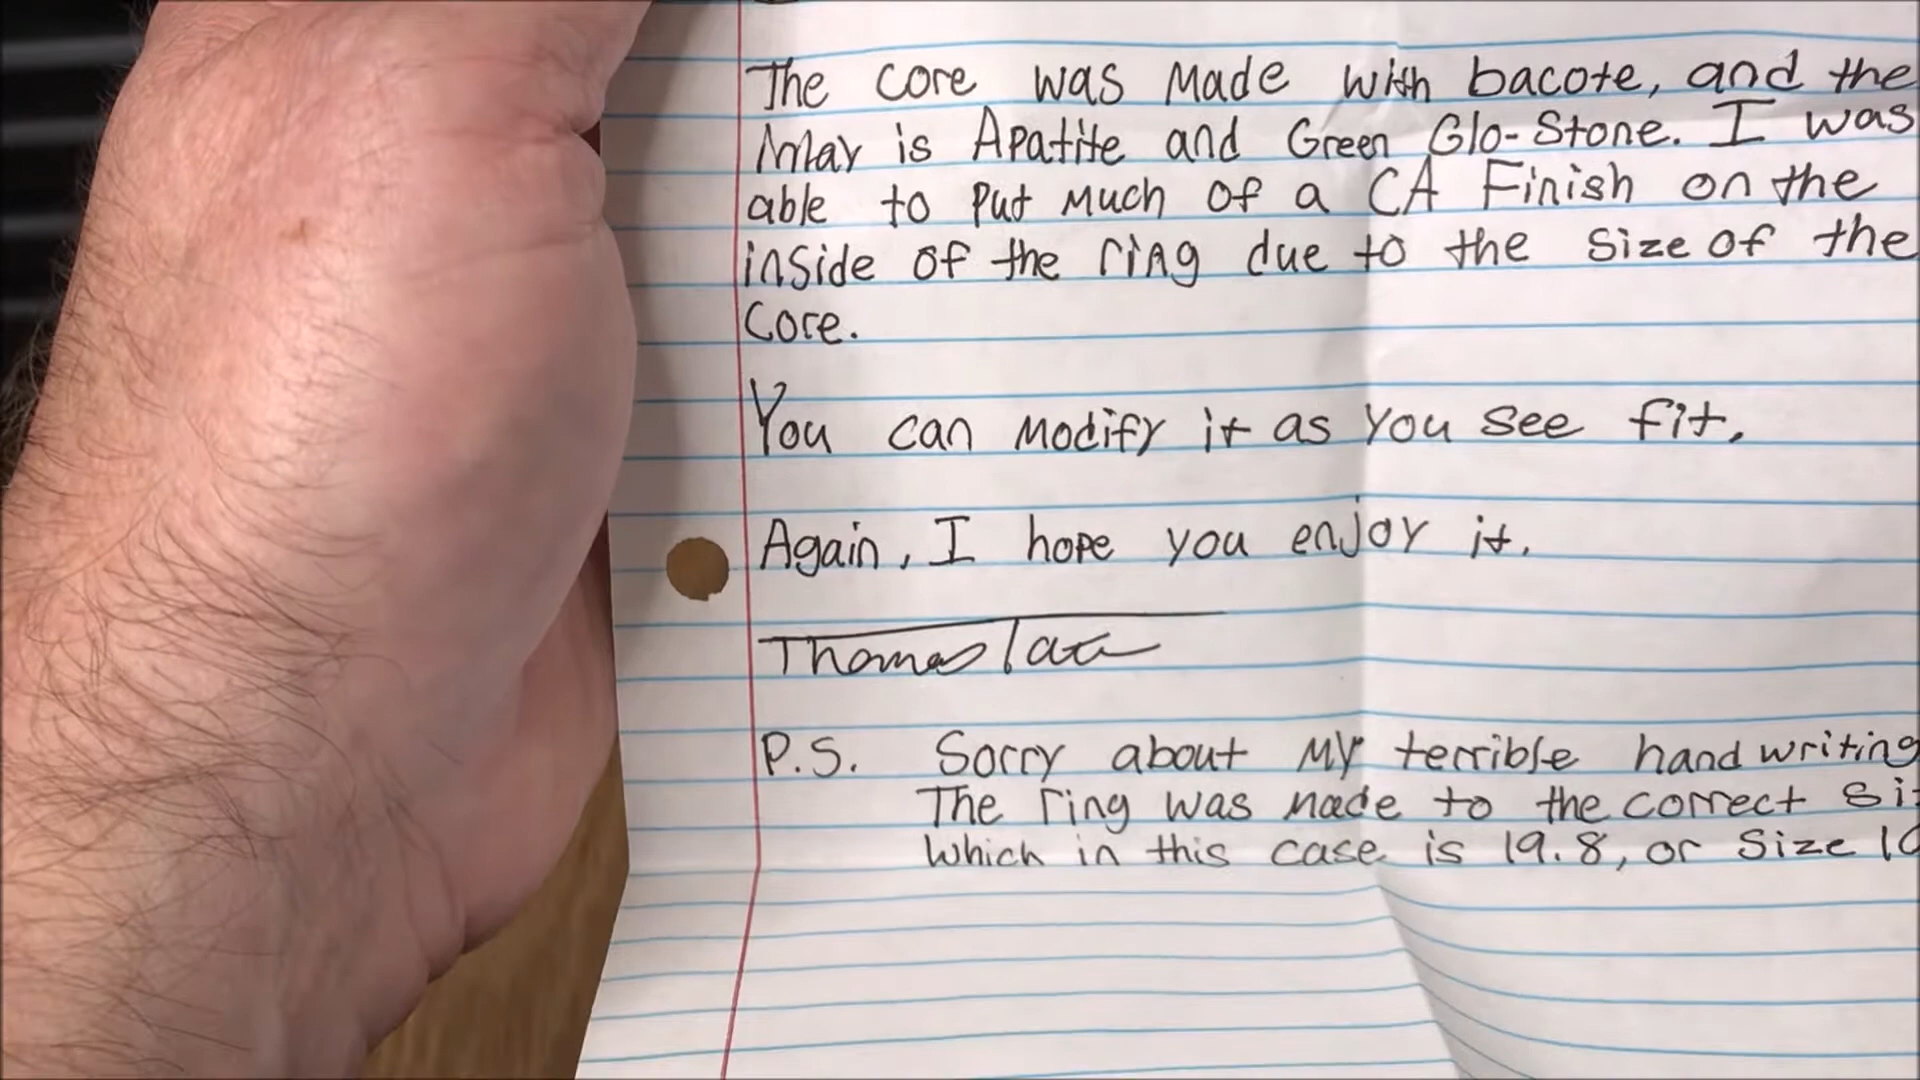 The core was Made with bacote, and the
Inlay is Apatite and Green Glo-Stone. I was
able to Put Much of a CA Finish on the
inside of the ring due to the Size of the
Core.
You can Modify it as you see fit.
Again, I hope you enjoy it.
Thomas
P.S. Sorry about My terrible handwriting
The ring was made to the correct
Which in this case is 19.8, or Size